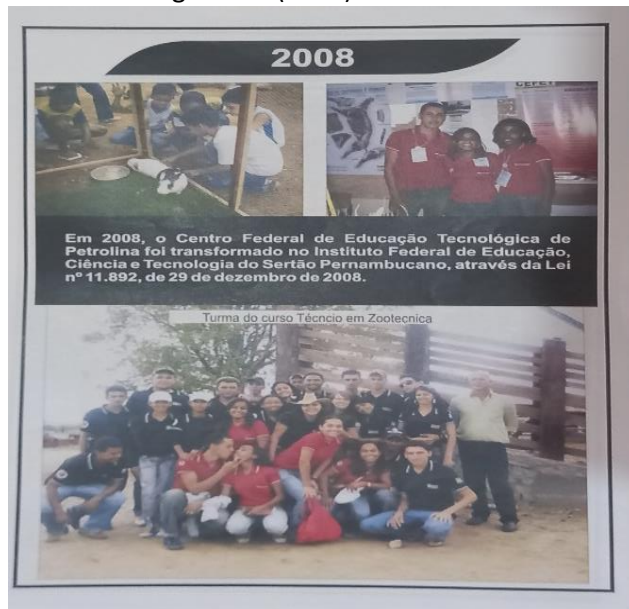 2008
Em 2008, o Centro Federal de Educação Tecnológica de
Petrolina foi transformado no Instituto Federal de Educação,
Ciência e Tecnologia do Sertão Pernambucano, através da Lei
nº 11.892, de 29 de dezembro de 2008.
Turma do curso Ténccio em Zootecnica